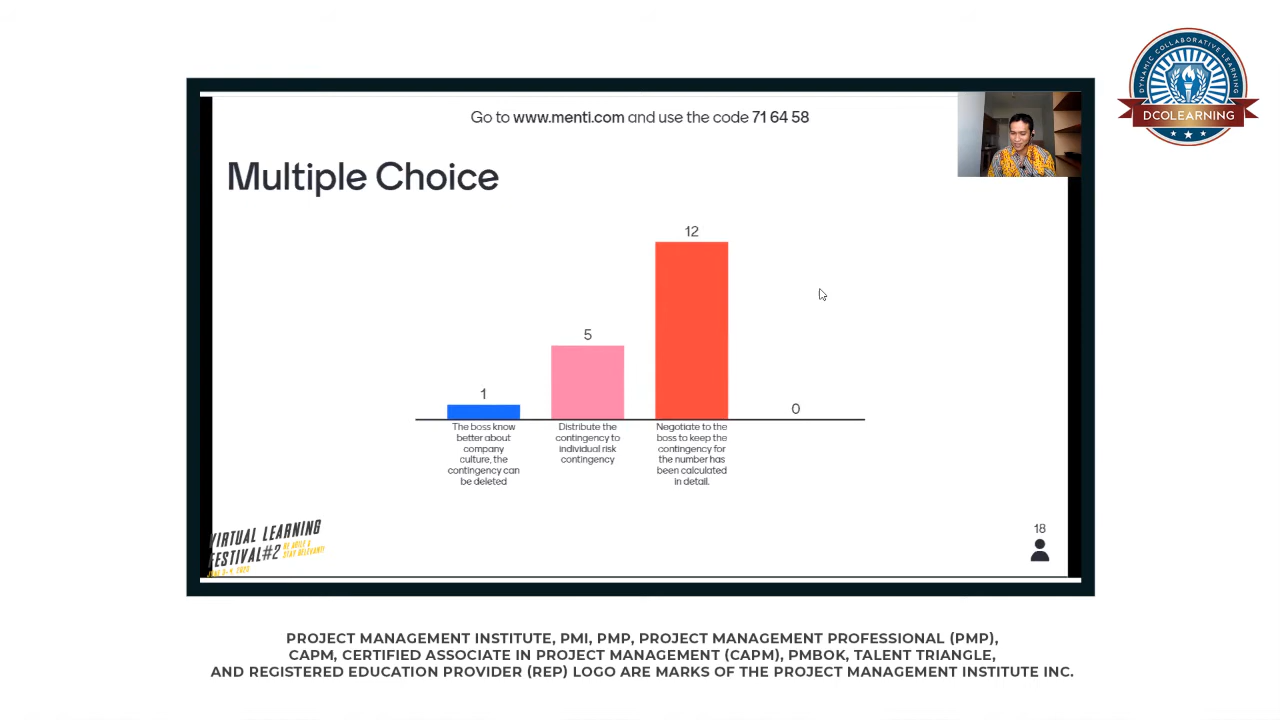 DYNAMIC COLLABORATIVE LEARNING
DCOLEARNING
Go to www.menti.com and use the code 71 64 58
Multiple Choice
12
5
1
0
The boss know
better about
company
culture, the
contingency can
be deleted
Distribute the
contingency to
individual risk
contingency
Negotiate to the
boss to keep the
contingency for
the number has
been calculated
in detail.
VIRTUAL LEARNING
FESTIVAL#2
BE AGILE &
STAY RELEVANT!
18
PROJECT MANAGEMENT INSTITUTE, PMI, PMP, PROJECT MANAGEMENT PROFESSIONAL (PMP),
CAPM, CERTIFIED ASSOCIATE IN PROJECT MANAGEMENT (CAPM), PMBOK, TALENT TRIANGLE,
AND REGISTERED EDUCATION PROVIDER (REP) LOGO ARE MARKS OF THE PROJECT MANAGEMENT INSTITUTE INC.